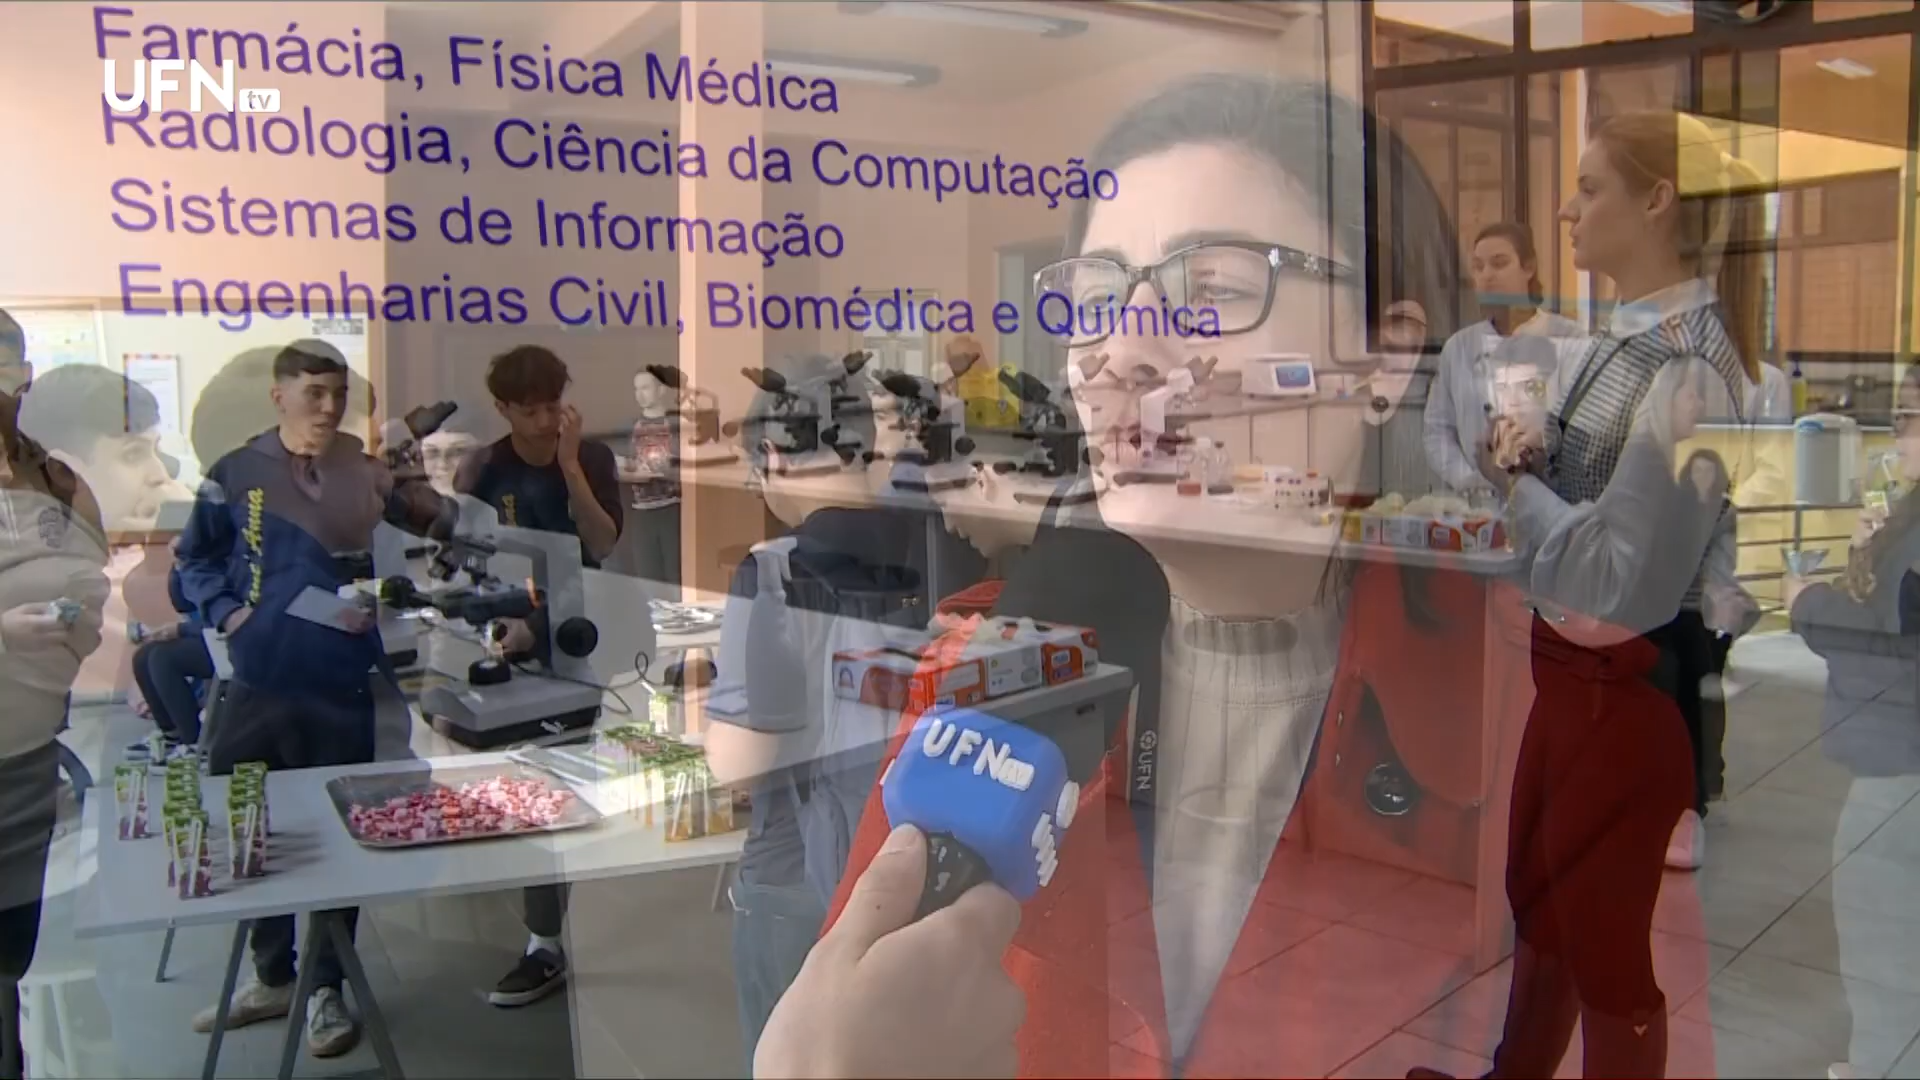 Farmácia, Física Médica
UFN tv
Radiologia, Ciência da Computação
Sistemas de Informação
Engenharias Civil, Biomédica e Química
UFN
UFN